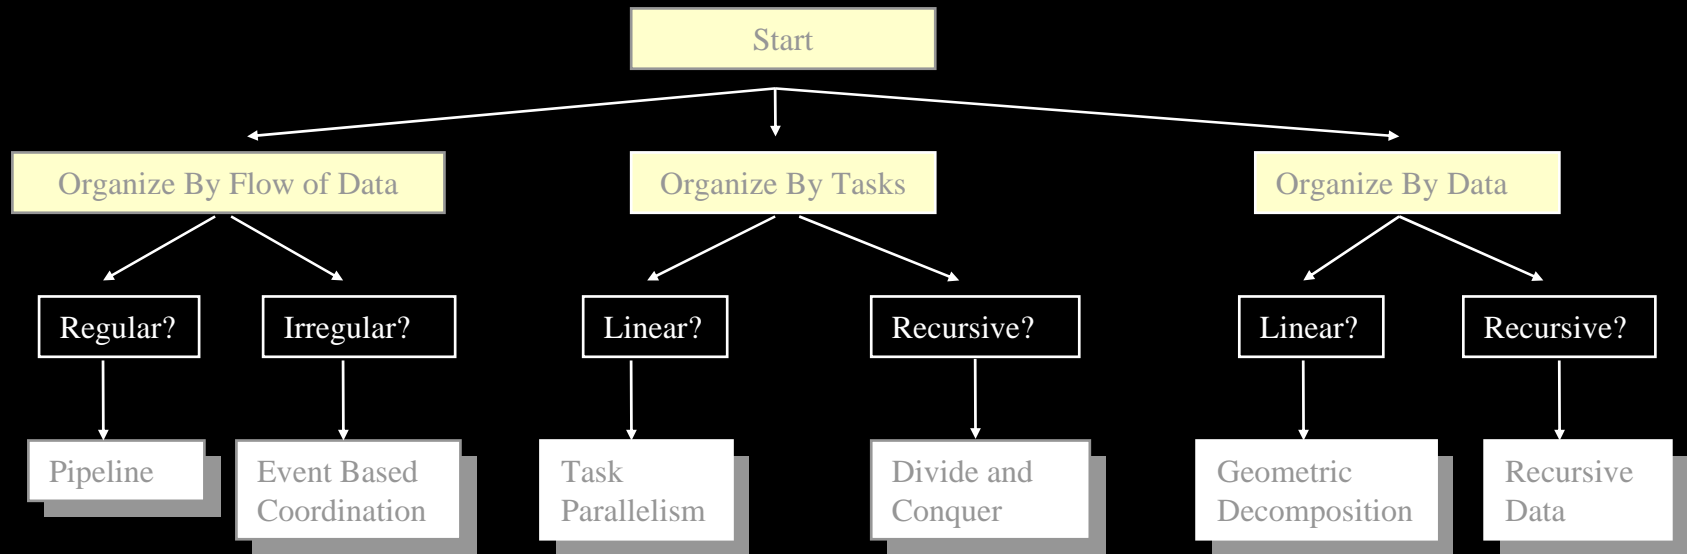 Start
Organize By Flow of Data
Organize By Tasks
Organize By Data
Regular?
Irregular?
Linear?
Recursive?
Linear?
Recursive?
Pipeline
Event Based
Coordination
Task
Parallelism
Divide and
Conquer
Geometric
Decomposition
Recursive
Data